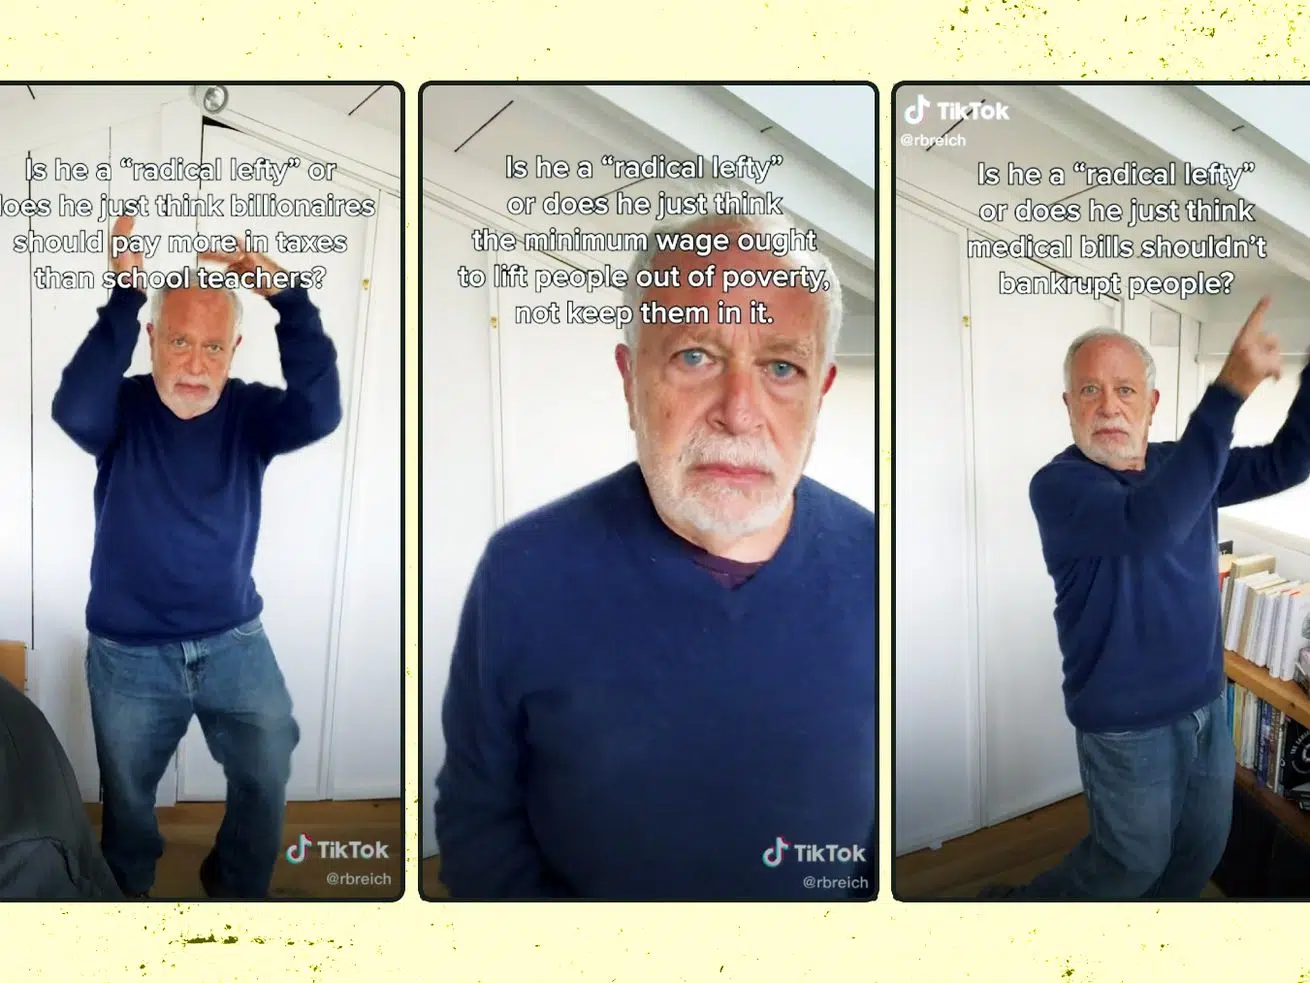 Is he a “radical lefty” or
does he just think billionaires
should pay more in taxes
than school teachers?
TikTok
@rbreich
Is he a “radical lefty”
or does he just think
the minimum wage ought
to lift people out of poverty,
not keep them in it.
TikTok
@rbreich
TikTok
@rbreich
Is he a “radical lefty”
or does he just think
medical bills shouldn’t
bankrupt people?